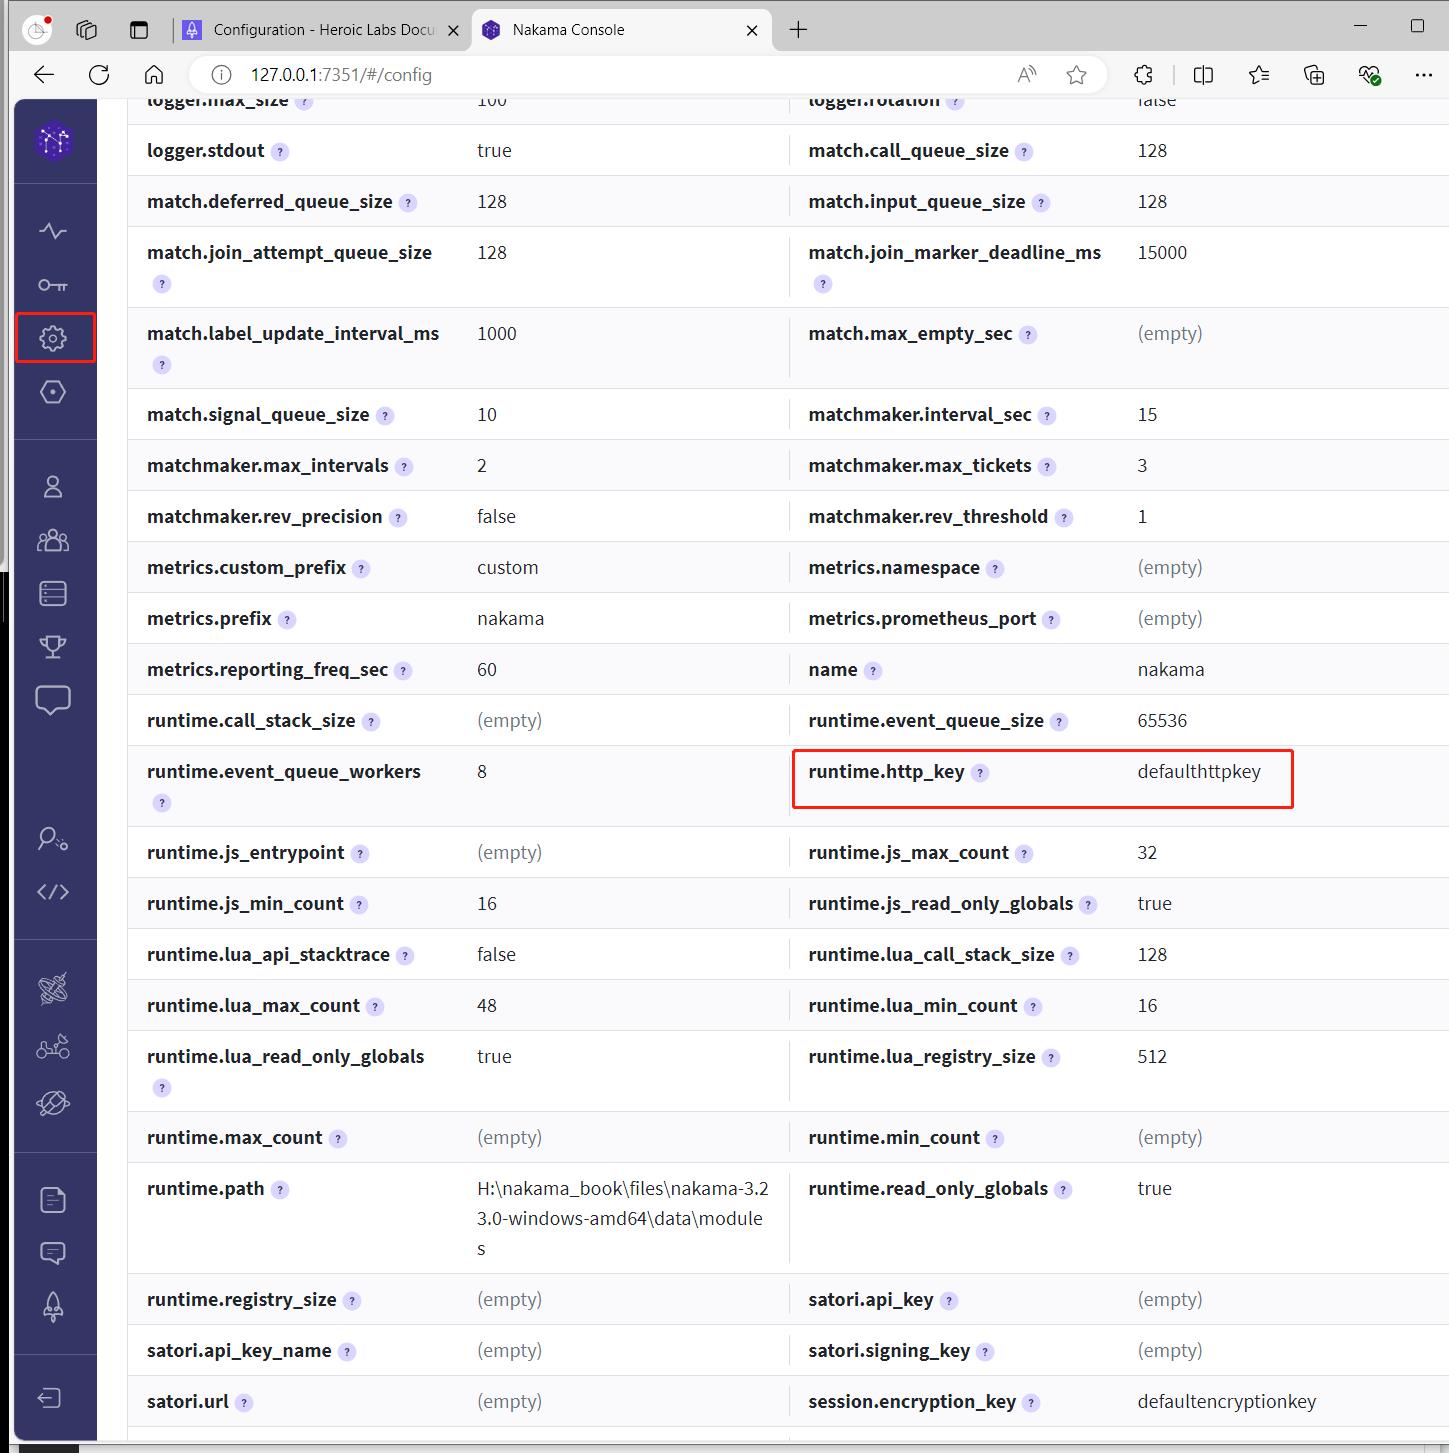 Configuration - Heroic Labs Docu
Nakama Console
127.0.0.1:7351/#/config
logger.max_size ? 100 logger.rotation ? false
logger.stdout ? true match.call_queue_size ? 128
match.deferred_queue_size ? 128 match.input_queue_size ? 128
match.join_attempt_queue_size 128 match.join_marker_deadline_ms 15000
? ?
match.label_update_interval_ms 1000 match.max_empty_sec ? (empty)
?
match.signal_queue_size ? 10 matchmaker.interval_sec ? 15
matchmaker.max_intervals ? 2 matchmaker.max_tickets ? 3
matchmaker.rev_precision ? false matchmaker.rev_threshold ? 1
metrics.custom_prefix ? custom metrics.namespace ? (empty)
metrics.prefix ? nakama metrics.prometheus_port ? (empty)
metrics.reporting_freq_sec ? 60 name ? nakama
runtime.call_stack_size ? (empty) runtime.event_queue_size ? 65536
runtime.event_queue_workers 8 runtime.http_key ? defaulthttpkey
?
runtime.js_entrypoint ? (empty) runtime.js_max_count ? 32
runtime.js_min_count ? 16 runtime.js_read_only_globals ? true
runtime.lua_api_stacktrace ? false runtime.lua_call_stack_size ? 128
runtime.lua_max_count ? 48 runtime.lua_min_count ? 16
runtime.lua_read_only_globals true runtime.lua_registry_size ? 512
?
runtime.max_count ? (empty) runtime.min_count ? (empty)
runtime.path ? H:\nakama_book\files\nakama-3.2 runtime.read_only_globals ? true
3.0-windows-amd64\data\module
s
runtime.registry_size ? (empty) satori.api_key ? (empty)
satori.api_key_name ? (empty) satori.signing_key ? (empty)
satori.url ? (empty) session.encryption_key ? defaultencryptionkey